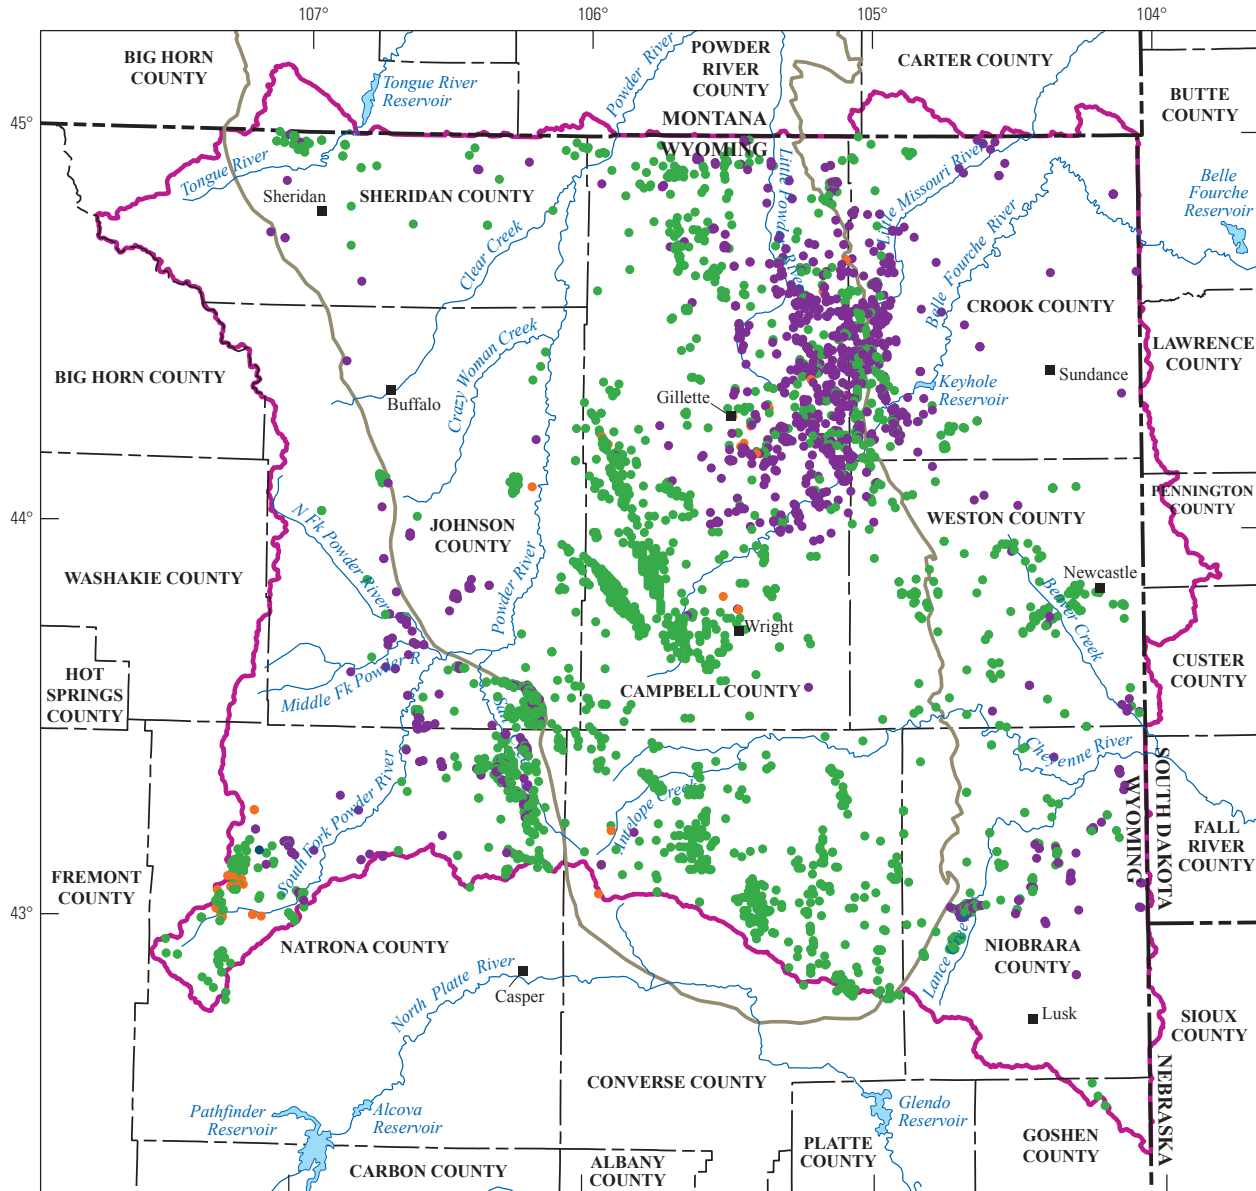 107°
106°
105°
104°
BIG HORN
COUNTY
Tongue River
Reservoir
Powder River
POWDER
RIVER
COUNTY
CARTER COUNTY
BUTTE
COUNTY
45°
MONTANA
WYOMING
Tongue River
Sheridan
SHERIDAN COUNTY
Little Powder River
Little Missouri River
Belle
Fourche
Reservoir
Clear Creek
Belle Fourche River
CROOK COUNTY
BIG HORN COUNTY
Crazy Woman Creek
LAWRENCE
COUNTY
Buffalo
Gillette
Keyhole
Reservoir
Sundance
44°
N Fk Powder River
JOHNSON
COUNTY
WESTON COUNTY
PENNINGTON
COUNTY
WASHAKIE COUNTY
Powder River
Newcastle
Beaver Creek
Wright
HOT
SPRINGS
COUNTY
Middle Fk Powder R
CAMPBELL COUNTY
CUSTER
COUNTY
Cheyenne River
South Fork Powder River
Antelope Creek
SOUTH DAKOTA
WYOMING
FALL
RIVER
COUNTY
FREMONT
COUNTY
43°
NATRONA COUNTY
Lance Creek
NIOBRARA
COUNTY
North Platte River
Casper
Lusk
SIOUX
COUNTY
NEBRASKA
CONVERSE COUNTY
Pathfinder
Reservoir
Alcova
Reservoir
Glendo
Reservoir
CARBON COUNTY
ALBANY
COUNTY
PLATTE
COUNTY
GOSHEN
COUNTY